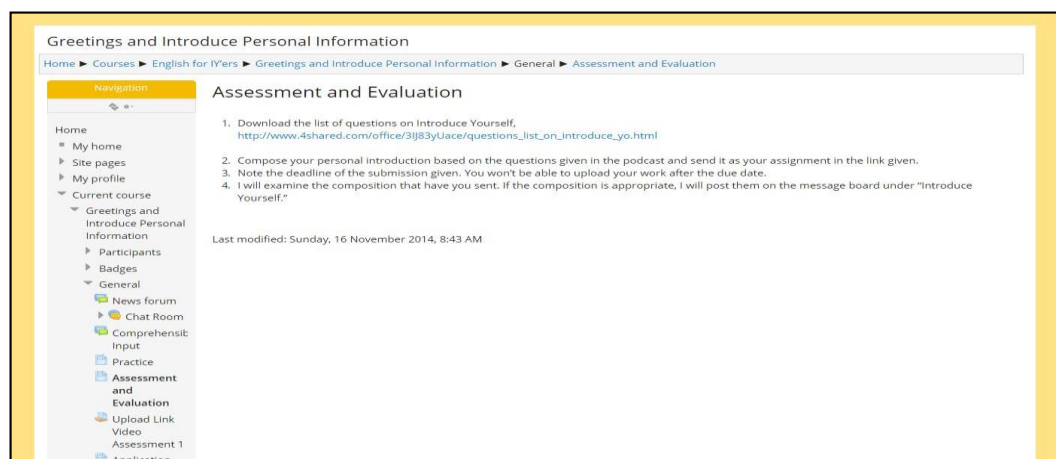 Greetings and Introduce Personal Information
Home ► Courses ► English for IY'ers ► Greetings and Introduce Personal Information ► General ► Assessment and Evaluation
Navigation
Home
My home
Site pages
My profile
Current course
Greetings and
Introduce Personal
Information
Participants
Badges
General
News forum
Chat Room
Comprehensib
Input
Practice
Assessment
and
Evaluation
Upload Link
Video
Assessment 1
Assessment and Evaluation
1. Download the list of questions on Introduce Yourself,
http://www.4shared.com/office/3IJ83yUace/questions_list_on_introduce_yo.html
2. Compose your personal introduction based on the questions given in the podcast and send it as your assignment in the link given.
3. Note the deadline of the submission given. You won't be able to upload your work after the due date.
4. I will examine the composition that have you sent. If the composition is appropriate, I will post them on the message board under "Introduce
Yourself."
Last modified: Sunday, 16 November 2014, 8:43 AM